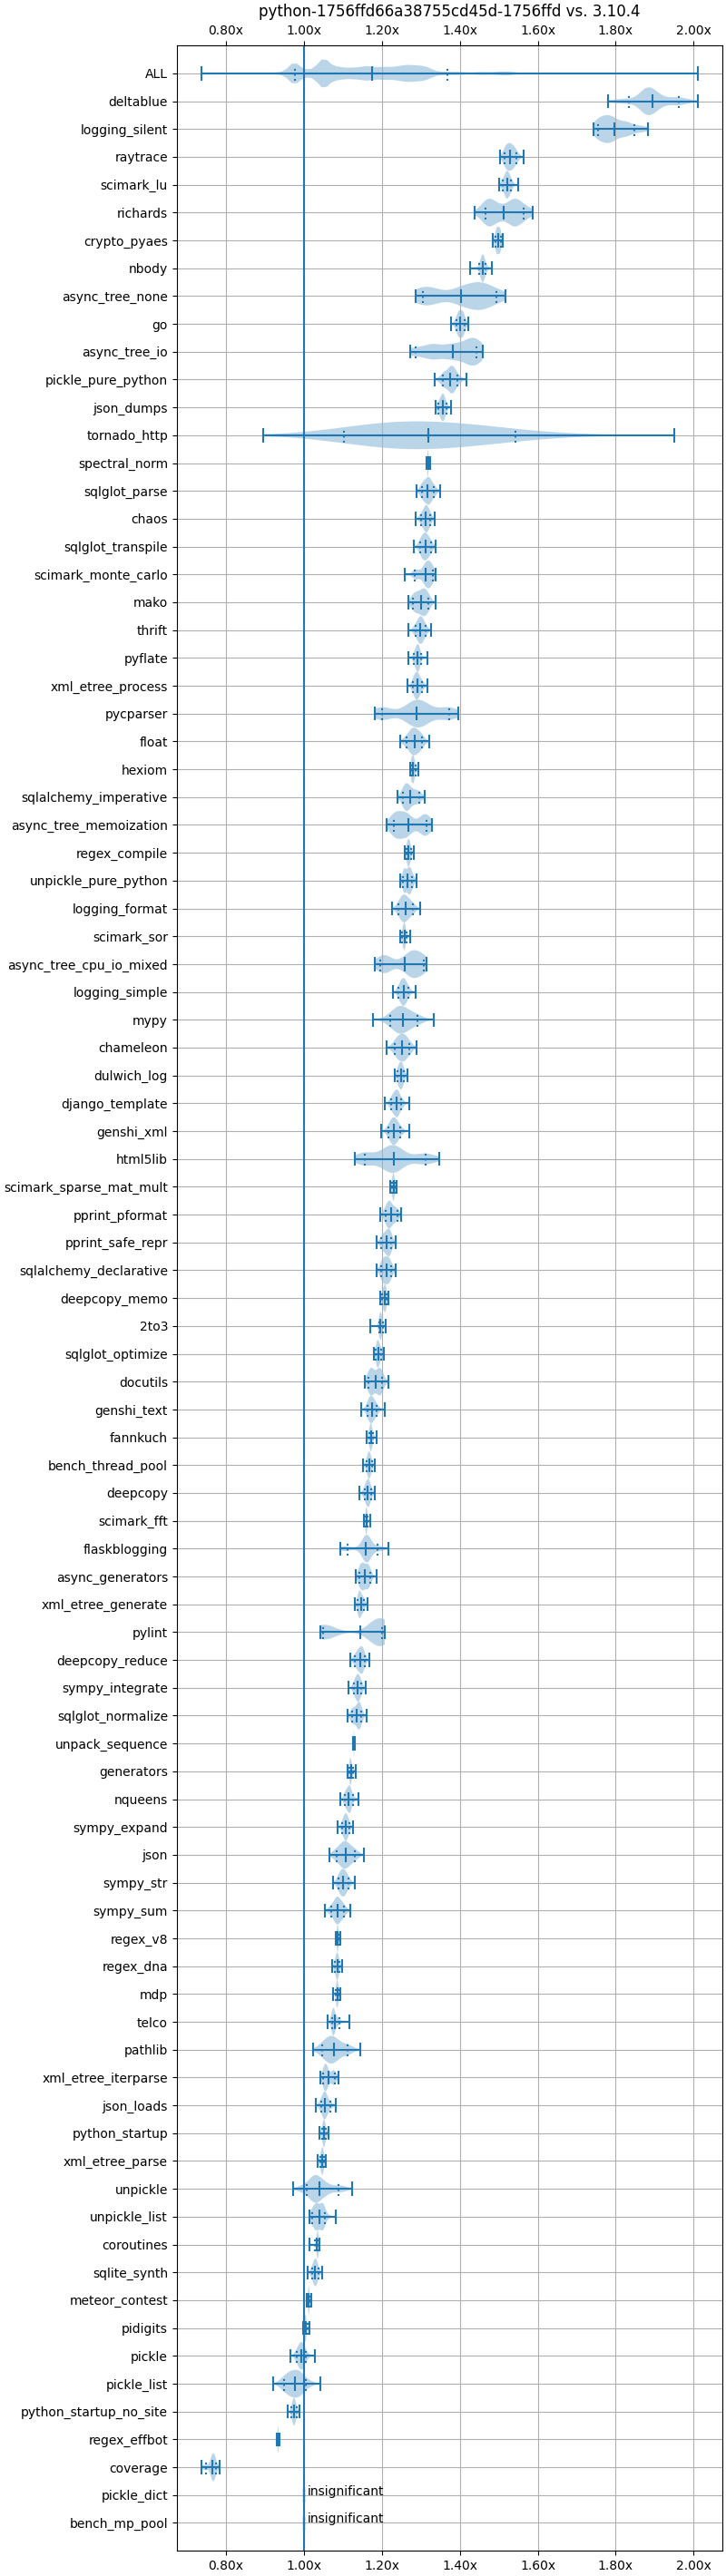 python-1756ffd66a38755cd45d-1756ffd vs. 3.10.4
0.80x 1.00x 1.20x 1.40x 1.60x 1.80x 2.00x
ALL
deltablue
logging_silent
raytrace
scimark_lu
richards
crypto_pyaes
nbody
async_tree_none
go
async_tree_io
pickle_pure_python
json_dumps
tornado_http
spectral_norm
sqlglot_parse
chaos
sqlglot_transpile
scimark_monte_carlo
mako
thrift
pyflate
xml_etree_process
pycparser
float
hexiom
sqlalchemy_imperative
async_tree_memoization
regex_compile
unpickle_pure_python
logging_format
scimark_sor
async_tree_cpu_io_mixed
logging_simple
mypy
chameleon
dulwich_log
django_template
genshi_xml
html5lib
scimark_sparse_mat_mult
pprint_pformat
pprint_safe_repr
sqlalchemy_declarative
deepcopy_memo
2to3
sqlglot_optimize
docutils
genshi_text
fannkuch
bench_thread_pool
deepcopy
scimark_fft
flaskblogging
async_generators
xml_etree_generate
pylint
deepcopy_reduce
sympy_integrate
sqlglot_normalize
unpack_sequence
generators
nqueens
sympy_expand
json
sympy_str
sympy_sum
regex_v8
regex_dna
mdp
telco
pathlib
xml_etree_iterparse
json_loads
python_startup
xml_etree_parse
unpickle
unpickle_list
coroutines
sqlite_synth
meteor_contest
pidigits
pickle
pickle_list
python_startup_no_site
regex_effbot
coverage
pickle_dict insignificant
bench_mp_pool insignificant
0.80x 1.00x 1.20x 1.40x 1.60x 1.80x 2.00x